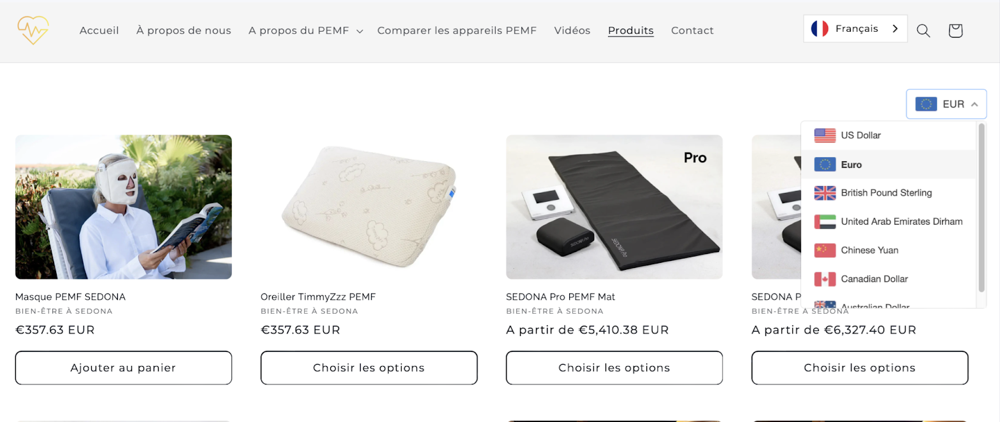 Accueil
À propos de nous
A propos du PEMF
Comparer les appareils PEMF
Vidéos
Produits
Contact
Français
EUR
US Dollar
Euro
British Pound Sterling
United Arab Emirates Dirham
Chinese Yuan
Canadian Dollar
Australian Dollar
Pro
SEDONA Pro
SEDONA Pro
Masque PEMF SEDONA
BIEN-ÊTRE À SEDONA
€357.63 EUR
Ajouter au panier
Oreiller TimmyZzz PEMF
BIEN-ÊTRE À SEDONA
€357.63 EUR
Choisir les options
SEDONA Pro PEMF Mat
BIEN-ÊTRE À SEDONA
A partir de €5,410.38 EUR
Choisir les options
SEDONA P
BIEN-ÊTRE À SEDONA
A partir de €6,327.40 EUR
Choisir les options